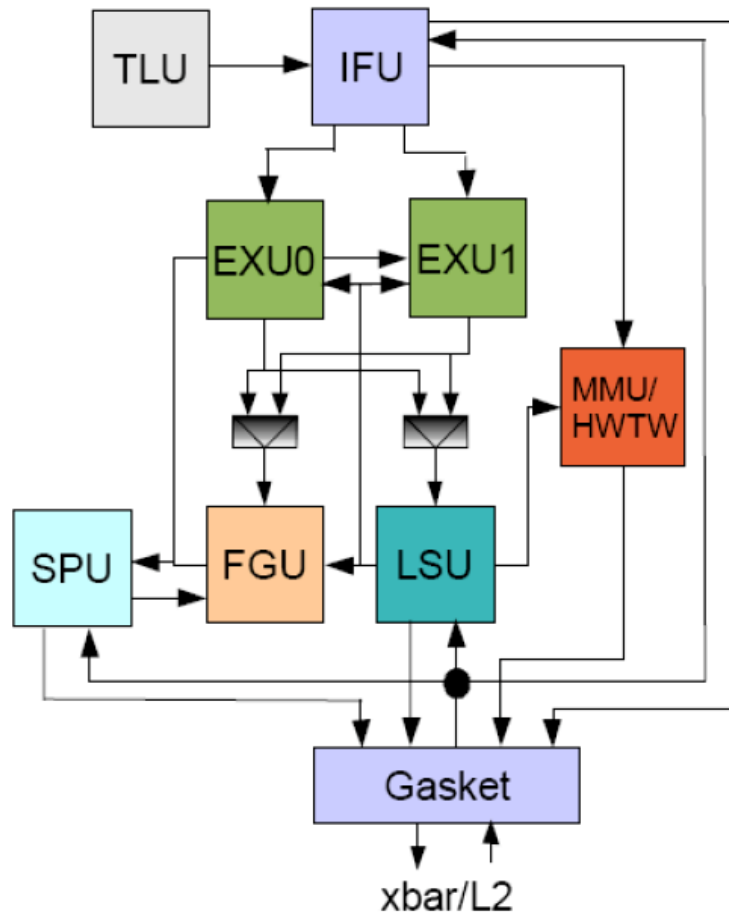 TLU
IFU
EXU0
EXU1
MMU/
HWTW
SPU
FGU
LSU
Gasket
xbar/L2